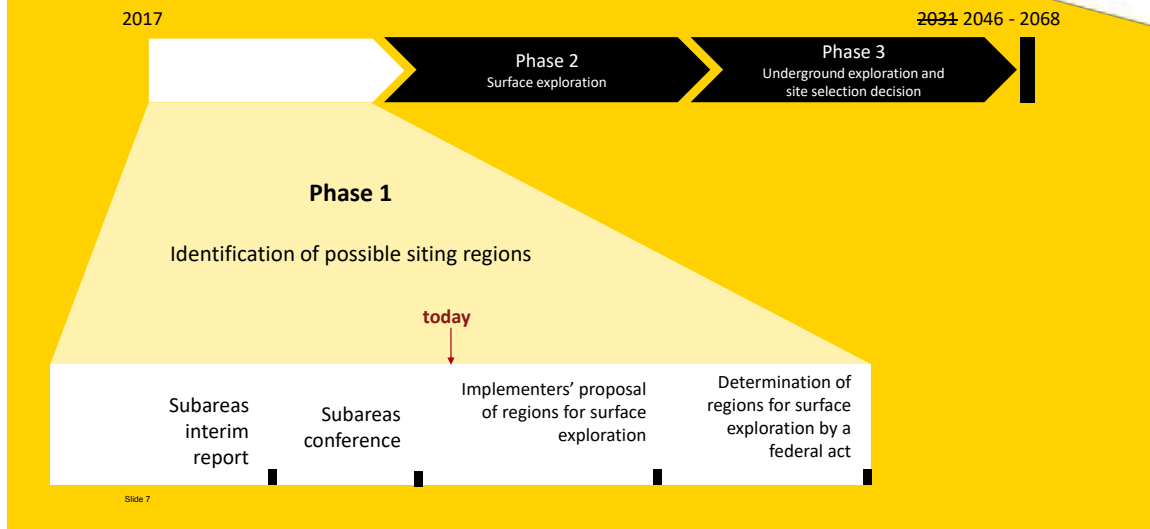 2017
2031 2046 - 2068
Phase 2
Surface exploration
Phase 3
Underground exploration and
site selection decision
Phase 1
Identification of possible siting regions
today
Subareas
interim
report
Subareas
conference
Implementers’ proposal
of regions for surface
exploration
Determination of
regions for surface
exploration by a
federal act
Slide 7